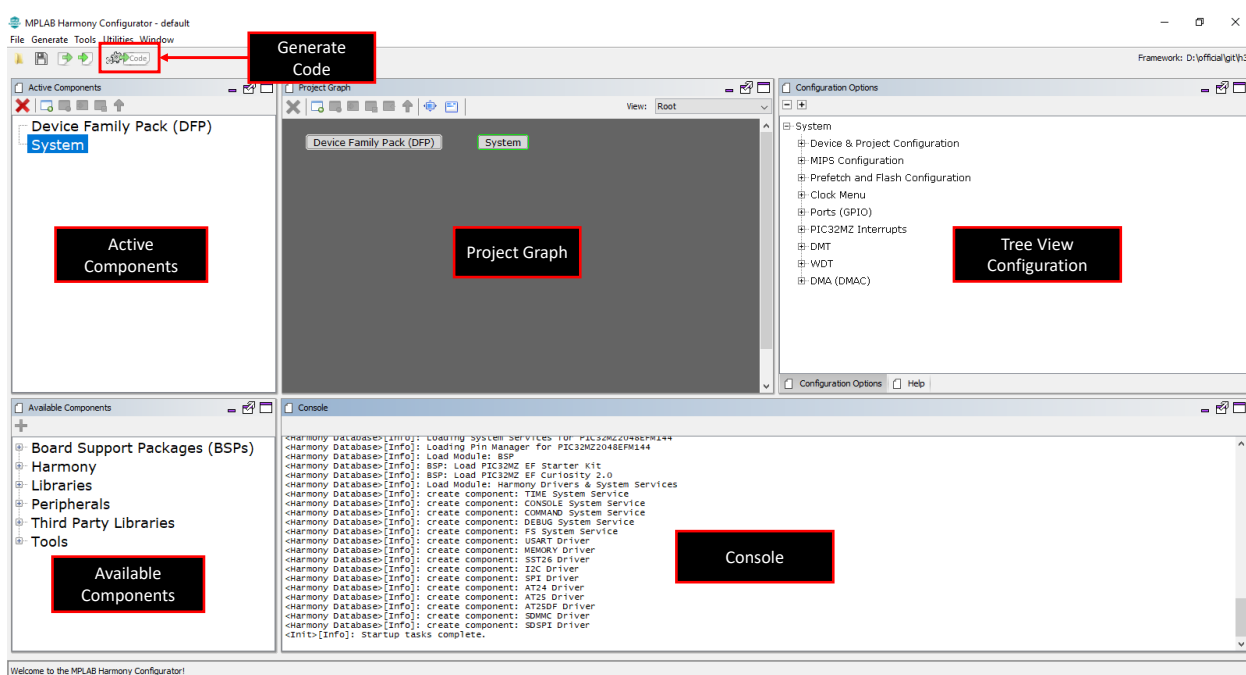 MPLAB Harmony Configurator - default
File Generate Tools Utilities Window
Generate
Code
Code
Framework: D:\official\git\h3
Active Components
Device Family Pack (DFP)
System
Active
Components
Project Graph
View: Root
Device Family Pack (DFP) System
Project Graph
Configuration Options
System
Device & Project Configuration
MIPS Configuration
Prefetch and Flash Configuration
Clock Menu
Ports (GPIO)
PIC32MZ Interrupts
DMT
WDT
DMA (DMAC)
Tree View
Configuration
Configuration Options Help
Available Components
Board Support Packages (BSPs)
Harmony
Libraries
Peripherals
Third Party Libraries
Tools
Available
Components
Console
<Harmony Database>[Info]: Loading System Services for PIC32MZ2048EFM144
<Harmony Database>[Info]: Loading Pin Manager for PIC32MZ2048EFM144
<Harmony Database>[Info]: Load Module: BSP
<Harmony Database>[Info]: BSP: Load PIC32MZ EF Starter Kit
<Harmony Database>[Info]: BSP: Load PIC32MZ EF Curiosity 2.0
<Harmony Database>[Info]: Load Module: Harmony Drivers & System Services
<Harmony Database>[Info]: create component: TIME System Service
<Harmony Database>[Info]: create component: CONSOLE System Service
<Harmony Database>[Info]: create component: COMMAND System Service
<Harmony Database>[Info]: create component: DEBUG System Service
<Harmony Database>[Info]: create component: FS System Service
<Harmony Database>[Info]: create component: USART Driver
<Harmony Database>[Info]: create component: MEMORY Driver
<Harmony Database>[Info]: create component: SST26 Driver
<Harmony Database>[Info]: create component: I2C Driver
<Harmony Database>[Info]: create component: SPI Driver
<Harmony Database>[Info]: create component: AT24 Driver
<Harmony Database>[Info]: create component: AT25 Driver
<Harmony Database>[Info]: create component: AT25DF Driver
<Harmony Database>[Info]: create component: SDMMC Driver
<Harmony Database>[Info]: create component: SDSPI Driver
<Init>[Info]: Startup tasks complete.
Console
Welcome to the MPLAB Harmony Configurator!